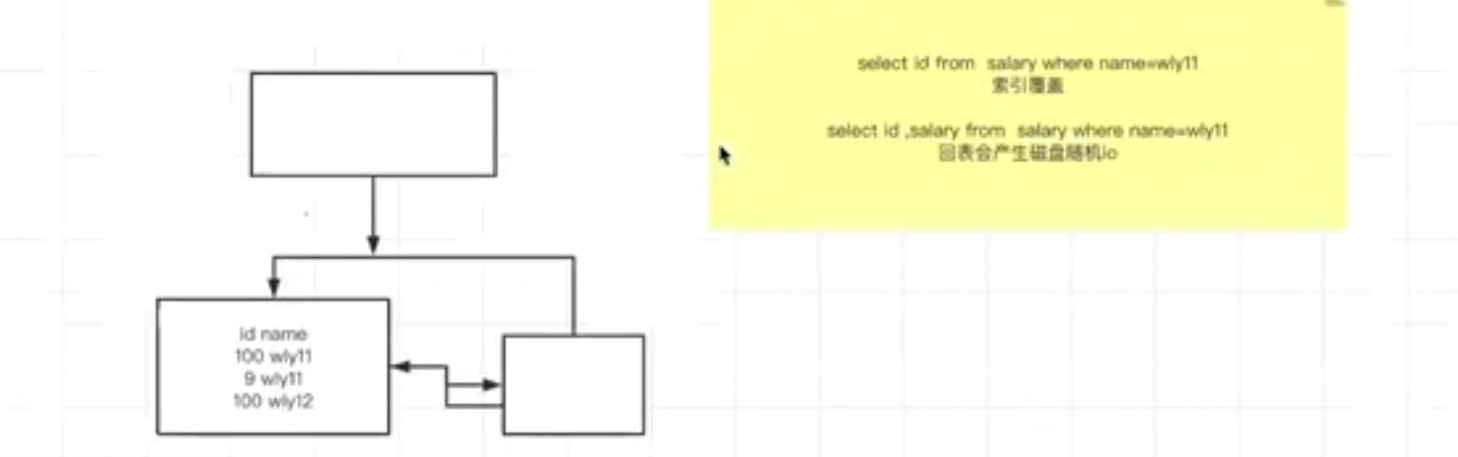 select id from salary where name=wly11
索引覆盖
select id ,salary from salary where name=wly11
回表会产生磁盘随机io
id name
100 wly11
9 wly11
100 wly12